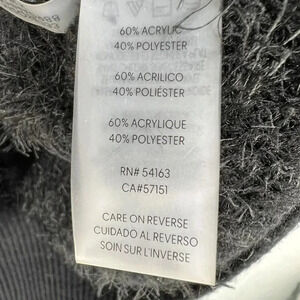 60% ACRYLIC
40% POLYESTER
60% ACRILICO
40% POLIÉSTER
60% ACRYLIQUE
40% POLYESTER
RN# 54163
CA#57151
CARE ON REVERSE
CUIDADO AL REVERSO
SOIN SUR L'INVERSE